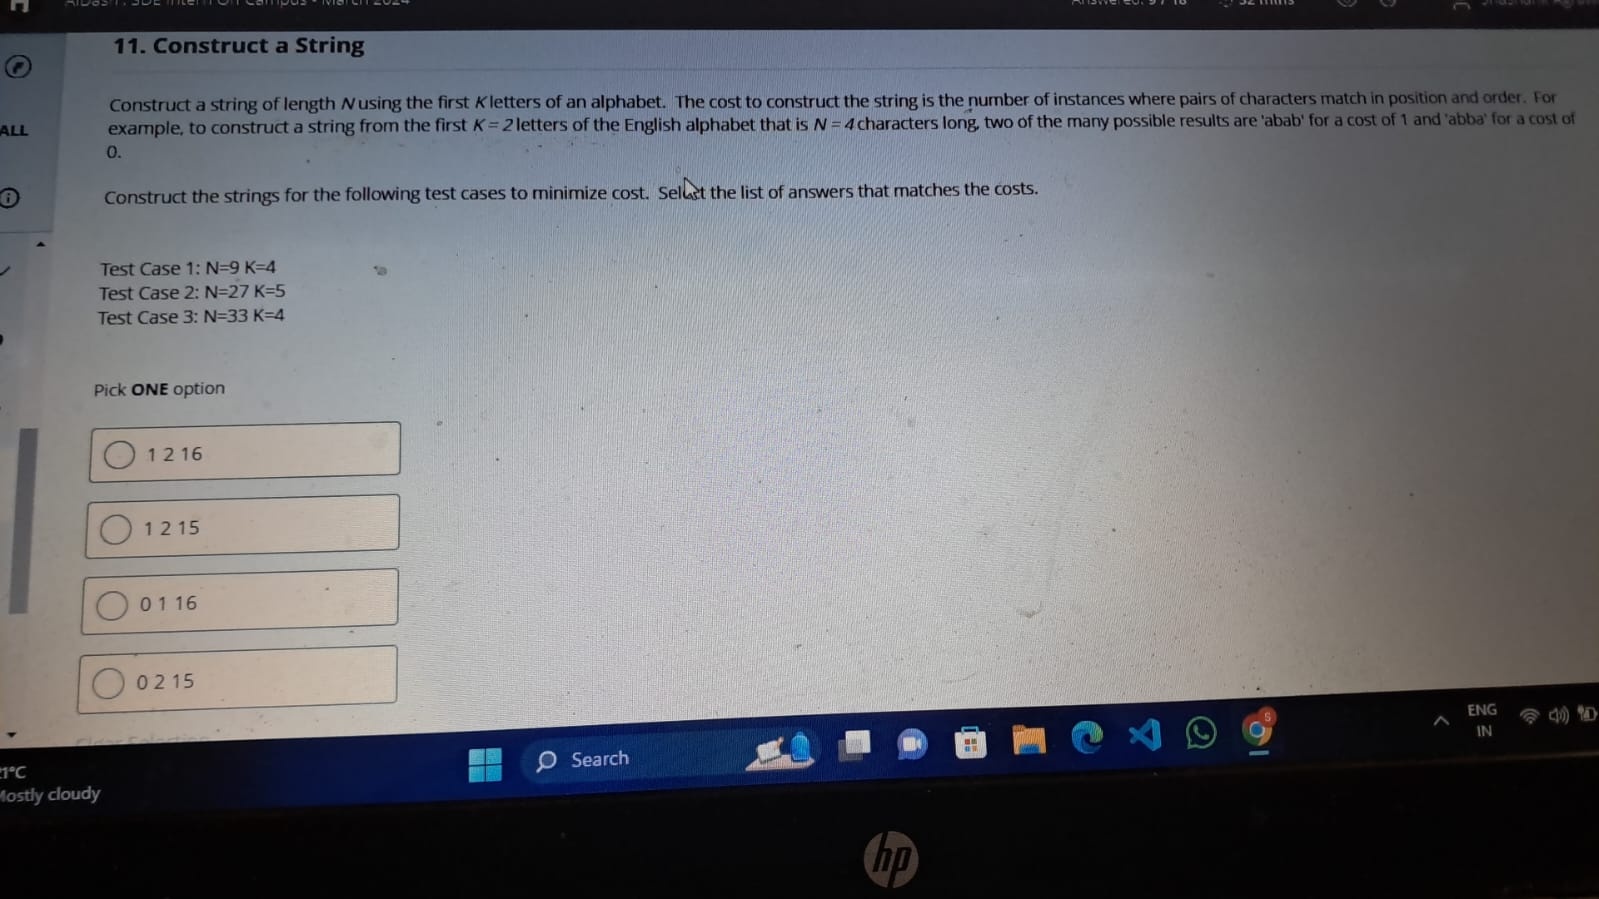 11. Construct a String
Construct a string of length N using the first K letters of an alphabet. The cost to construct the string is the number of instances where pairs of characters match in position and order. For
example, to construct a string from the first K = 2 letters of the English alphabet that is N = 4 characters long, two of the many possible results are 'abab' for a cost of 1 and 'abba' for a cost of
0.
ALL
Construct the strings for the following test cases to minimize cost. Select the list of answers that matches the costs.
Test Case 1: N=9 K=4
Test Case 2: N=27 K=5
Test Case 3: N=33 K=4
Pick ONE option
1 2 16
1 2 15
0 1 16
0 2 15
Search
ENG
IN
1°C
Mostly cloudy
hp